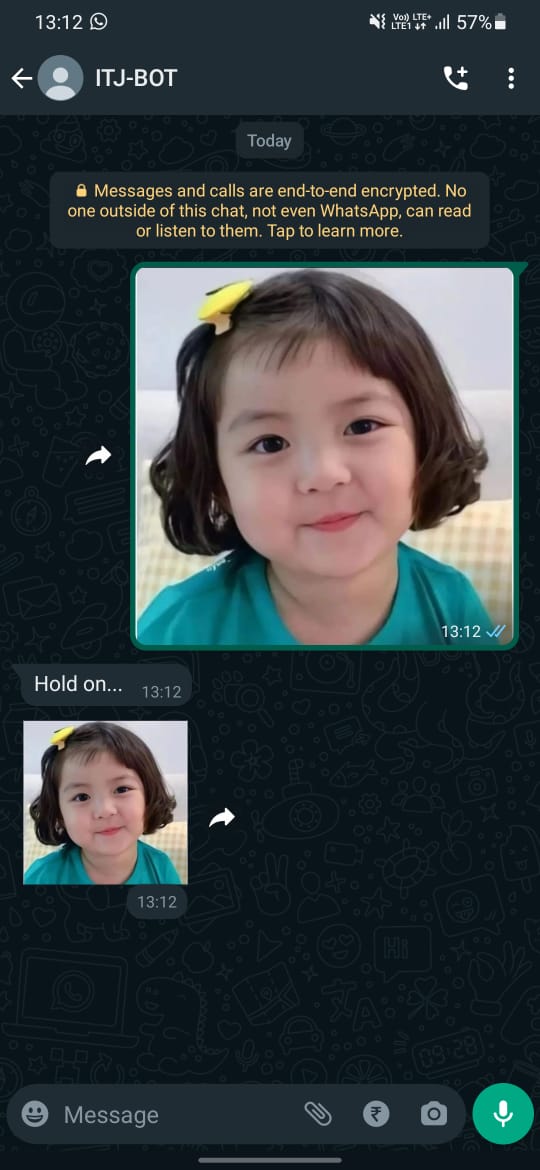 13:12
Vo)) LTE+
LTE1
57%
ITJ-BOT
Today
Messages and calls are end-to-end encrypted. No
one outside of this chat, not even WhatsApp, can read
or listen to them. Tap to learn more.
13:12
Hold on...
13:12
13:12
Message
₹